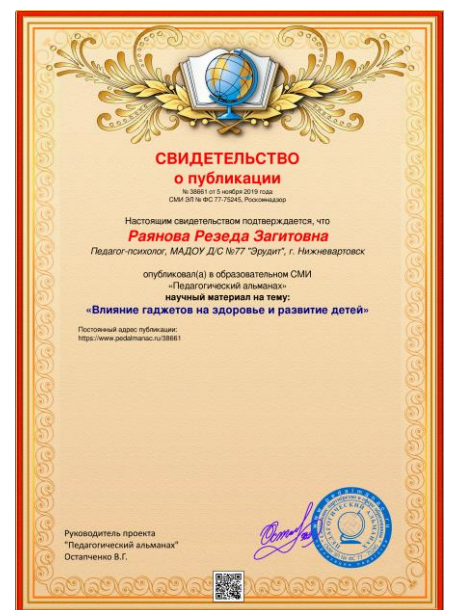 СВИДЕТЕЛЬСТВО
о публикации
№ 38661 от 5 ноября 2019 года
СМИ ЭЛ № ФС 77-75245, Роскомнадзор
Настоящим свидетельством подтверждается, что
Раянова Резеда Загитовна
Педагог-психолог, МАДОУ Д/С №77 "Эрудит", г. Нижневартовск
опубликовал(а) в образовательном СМИ
«Педагогический альманах»
научный материал на тему:
«Влияние гаджетов на здоровье и развитие детей»
Постоянный адрес публикации:
https://www.pedalmanac.ru/38661
Руководитель проекта
"Педагогический альманах"
Остапченко В.Г.
ПЕДАГОГИЧЕСКИЙ АЛЬМАНАХ